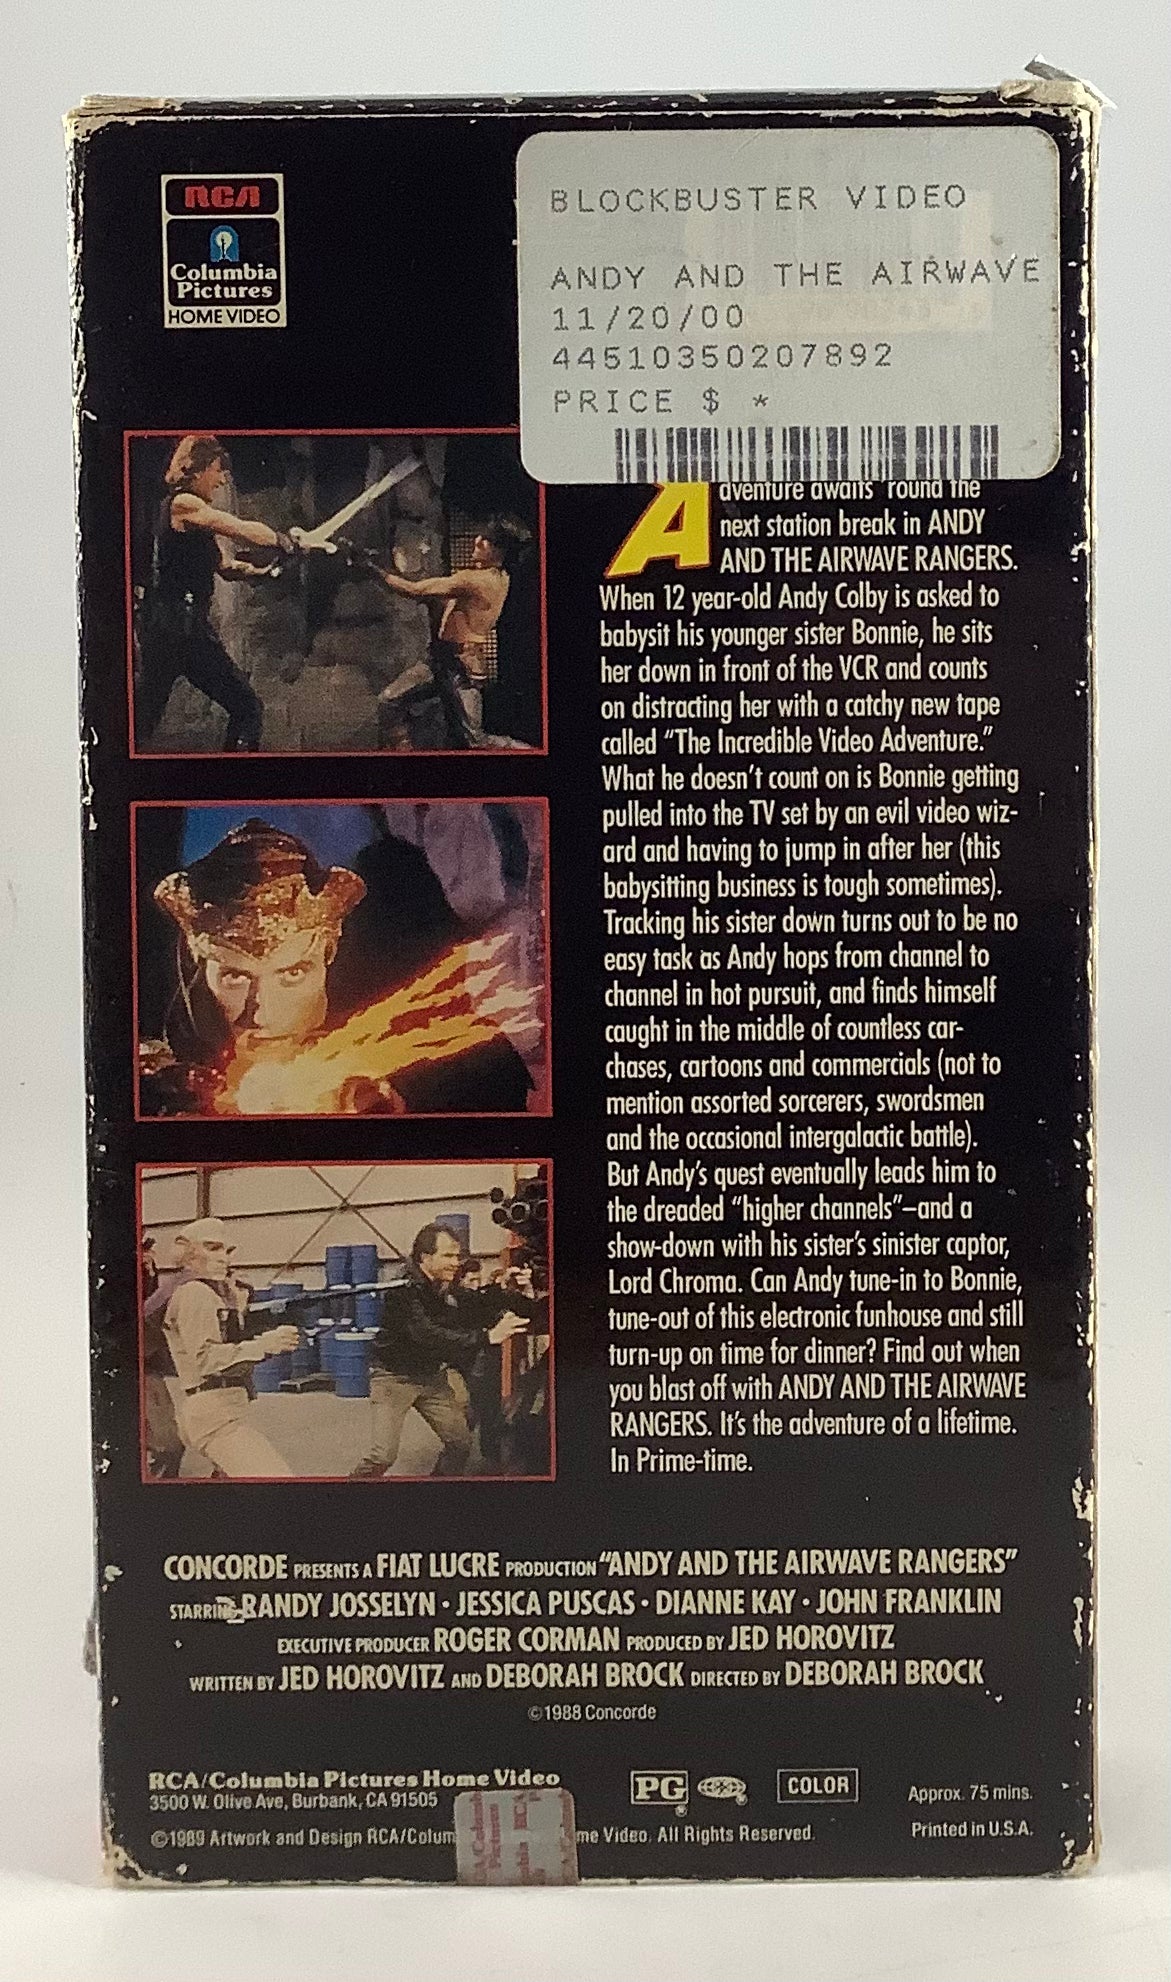 RCA
Columbia
Pictures
HOME VIDEO
BLOCKBUSTER VIDEO
ANDY AND THE AIRWAVE
11/20/00
44510350207892
PRICE $ *
Adventure awaits 'round the
next station break in ANDY
AND THE AIRWAVE RANGERS.
When 12 year-old Andy Colby is asked to
babysit his younger sister Bonnie, he sits
her down in front of the VCR and counts
on distracting her with a catchy new tape
called "The Incredible Video Adventure."
What he doesn't count on is Bonnie getting
pulled into the TV set by an evil video wiz-
ard and having to jump in after her (this
babysitting business is tough sometimes).
Tracking his sister down turns out to be no
easy task as Andy hops from channel to
channel in hot pursuit, and finds himself
caught in the middle of countless car-
chases, cartoons and commercials (not to
mention assorted sorcerers, swordsmen
and the occasional intergalactic battle).
But Andy's quest eventually leads him to
the dreaded "higher channels"—and a
show-down with his sister's sinister captor,
Lord Chroma. Can Andy tune-in to Bonnie,
tune-out of this electronic funhouse and still
turn-up on time for dinner? Find out when
you blast off with ANDY AND THE AIRWAVE
RANGERS. It's the adventure of a lifetime.
In Prime-time.
CONCORDE PRESENTS A FIAT LUCRE PRODUCTION "ANDY AND THE AIRWAVE RANGERS"
STARRING RANDY JOSSELYN • JESSICA PUSCAS • DIANNE KAY • JOHN FRANKLIN
EXECUTIVE PRODUCER ROGER CORMAN PRODUCED BY JED HOROVITZ
WRITTEN BY JED HOROVITZ AND DEBORAH BROCK DIRECTED BY DEBORAH BROCK
©1988 Concorde
RCA/Columbia Pictures Home Video
3500 W. Olive Ave, Burbank, CA 91505
PG ® COLOR Approx. 75 mins.
©1989 Artwork and Design RCA/Colum me Video. All Rights Reserved. Printed in U.S.A.